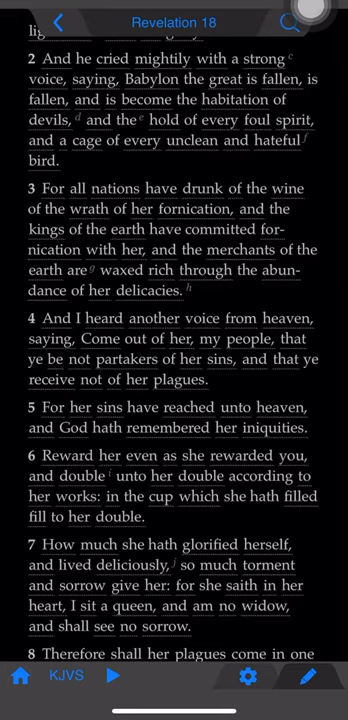 Revelation 18
2 And he cried mightily with a strong c
voice, saying, Babylon the great is fallen, is
fallen, and is become the habitation of
devils, d and the e hold of every foul spirit,
and a cage of every unclean and hateful f
bird.
3 For all nations have drunk of the wine
of the wrath of her fornication, and the
kings of the earth have committed for-
nication with her, and the merchants of the
earth are g waxed rich through the abun-
dance of her delicacies. h
4 And I heard another voice from heaven,
saying, Come out of her, my people, that
ye be not partakers of her sins, and that ye
receive not of her plagues.
5 For her sins have reached unto heaven,
and God hath remembered her iniquities.
6 Reward her even as she rewarded you,
and double i unto her double according to
her works: in the cup which she hath filled
fill to her double.
7 How much she hath glorified herself,
and lived deliciously, j so much torment
and sorrow give her: for she saith in her
heart, I sit a queen, and am no widow,
and shall see no sorrow.
8 Therefore shall her plagues come in one
KJVS